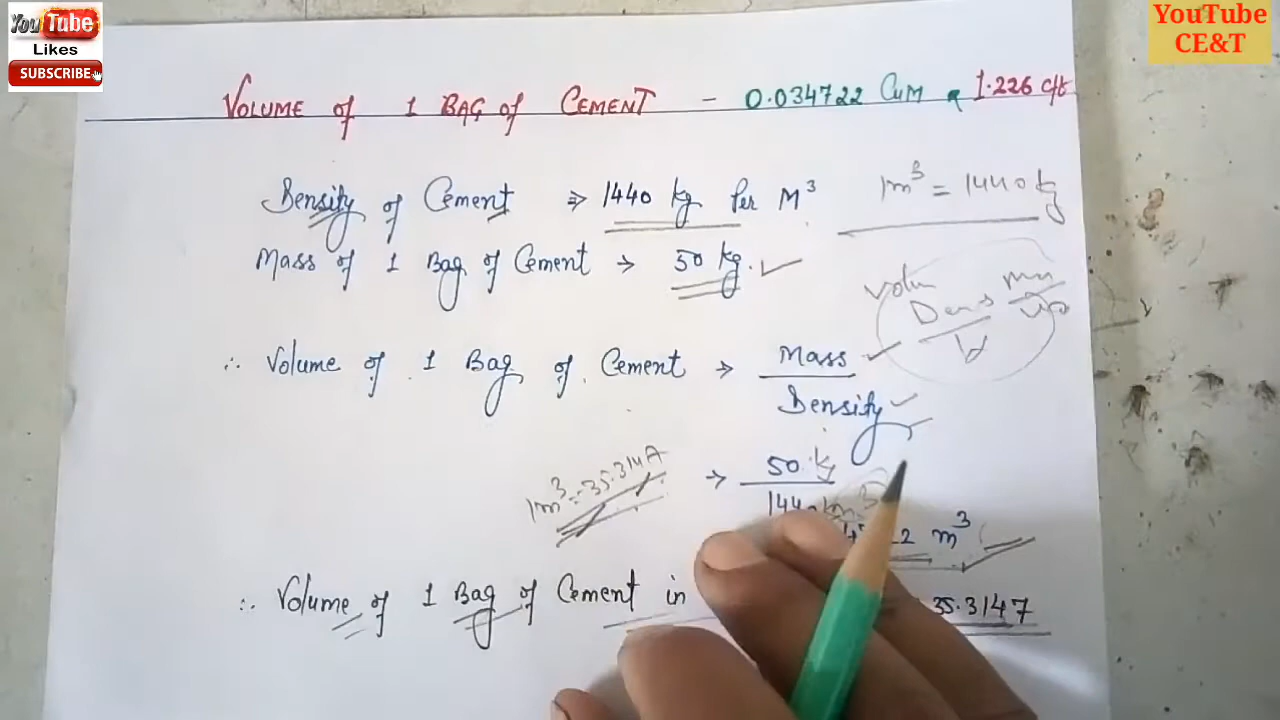 YouTube
Likes
SUBSCRIBE
YouTube
CE&T
VOLUME of 1 BAG of CEMENT - 0.034722 CUM & 1.226 cft
Density of Cement ⇒ 1440 kg Per M³
1m³ = 1440 kg
Mass of 1 Bag of Cement → 50 kg.
∴ Volume of 1 Bag of Cement → Mass
Density
1m³ = 35.314
→ 50 kg
m³
∴ Volume of 1 Bag of Cement in
35.3147